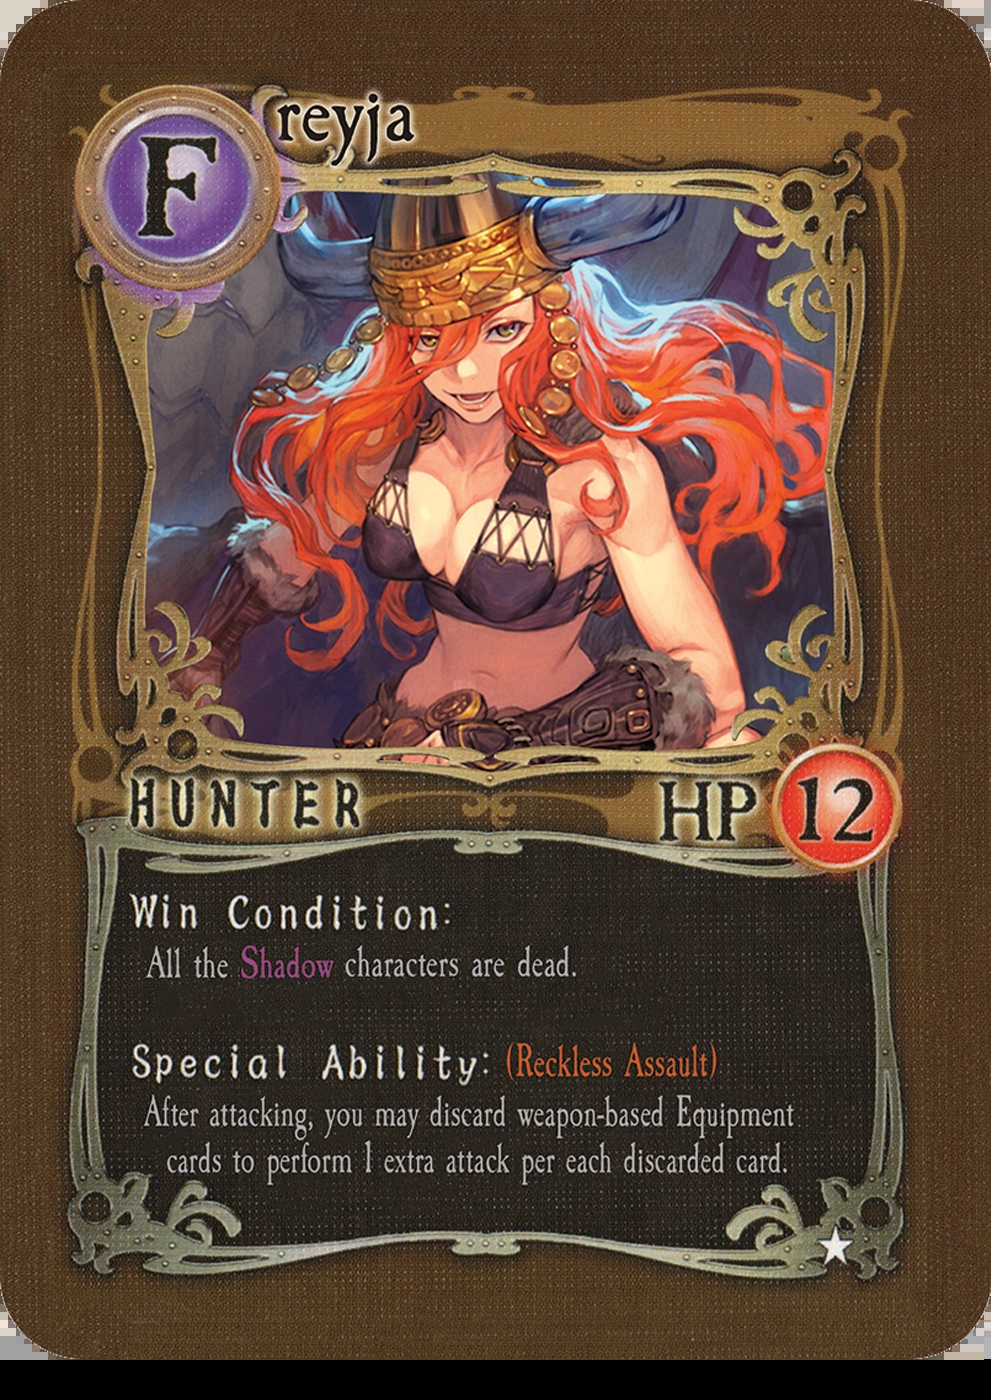 Freyja
HUNTER
HP 12
Win Condition:
All the Shadow characters are dead.
Special Ability: (Reckless Assault)
After attacking, you may discard weapon-based Equipment
cards to perform 1 extra attack per each discarded card.